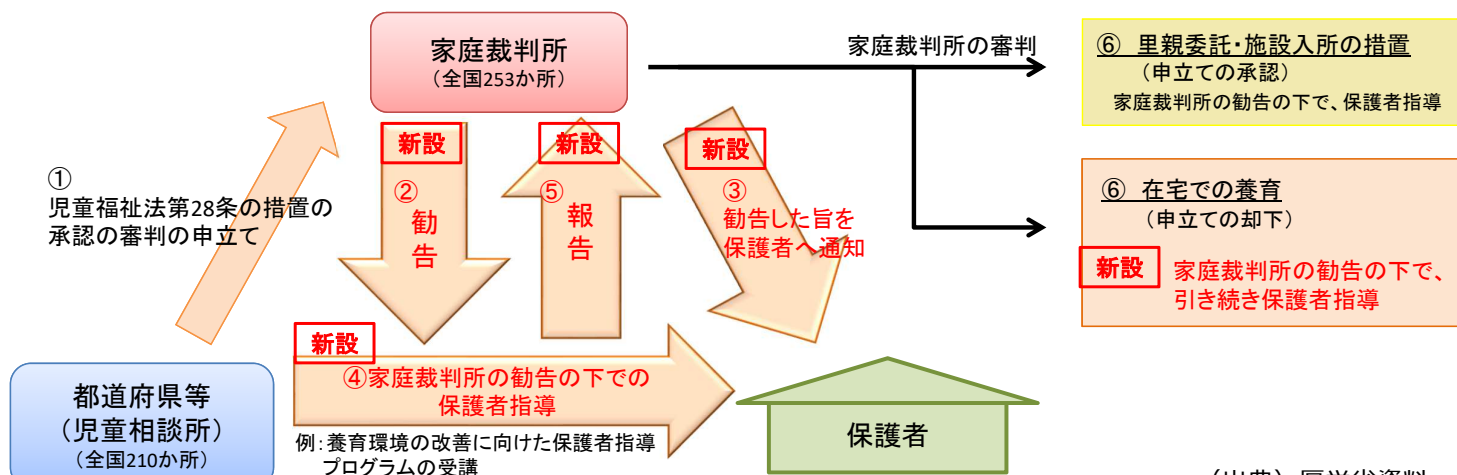 家庭裁判所
（全国253か所）
家庭裁判所の審判
⑥　里親委託・施設入所の措置
（申立ての承認）
家庭裁判所の勧告の下で、保護者指導
新設
新設
新設
①
児童福祉法第28条の措置の
承認の審判の申立て
②
勧告
⑤
報告
③
勧告した旨を
保護者へ通知
⑥　在宅での養育
（申立ての却下）
新設
家庭裁判所の勧告の下で、
引き続き保護者指導
新設
④家庭裁判所の勧告の下での
保護者指導
都道府県等
（児童相談所）
（全国210か所）
例：養育環境の改善に向けた保護者指導
プログラムの受講
保護者
（出典）厚労省資料